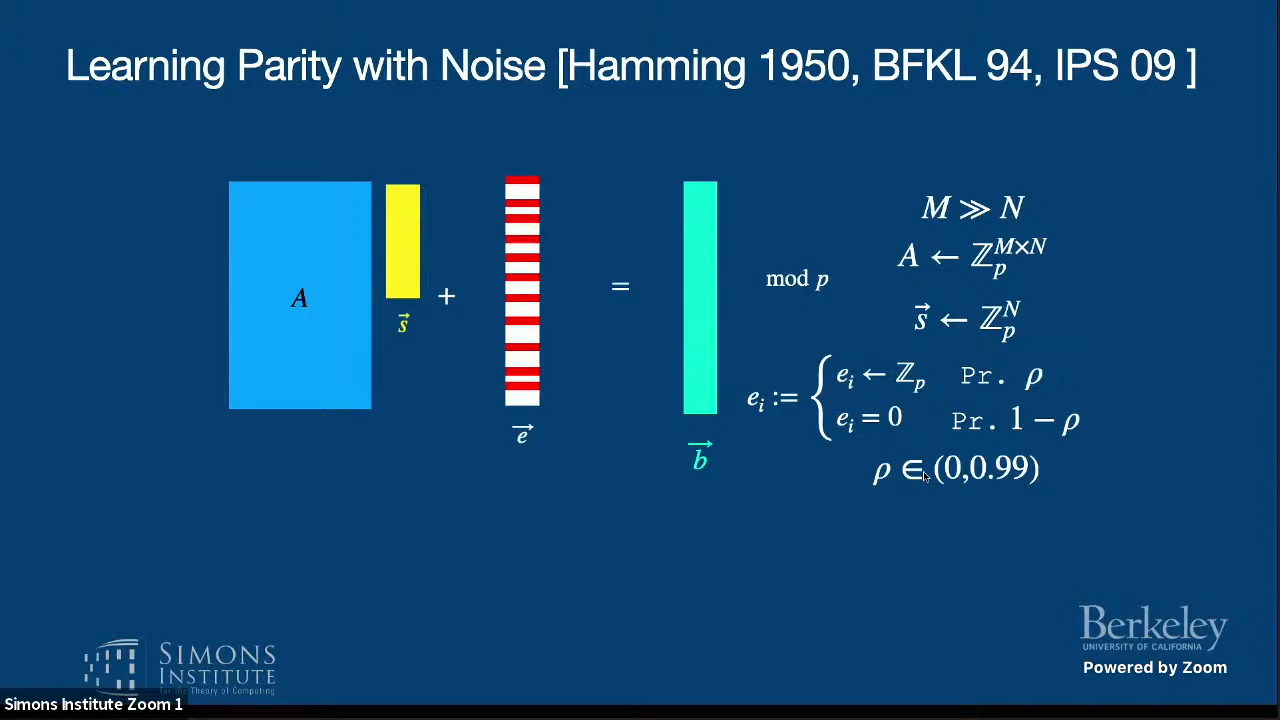 Learning Parity with Noise [Hamming 1950, BFKL 94, IPS 09 ]
A
s⃗
+
e⃗
=
b⃗
mod p
M ≫ N
A ← ℤ_p^{M×N}
s⃗ ← ℤ_p^N
e_i := { e_i ← ℤ_p Pr. ρ
e_i = 0 Pr. 1 − ρ
ρ ∈ (0,0.99)
SIMONS
INSTITUTE
for the Theory of Computing
Berkeley
UNIVERSITY OF CALIFORNIA
Powered by Zoom
Simons Institute Zoom 1